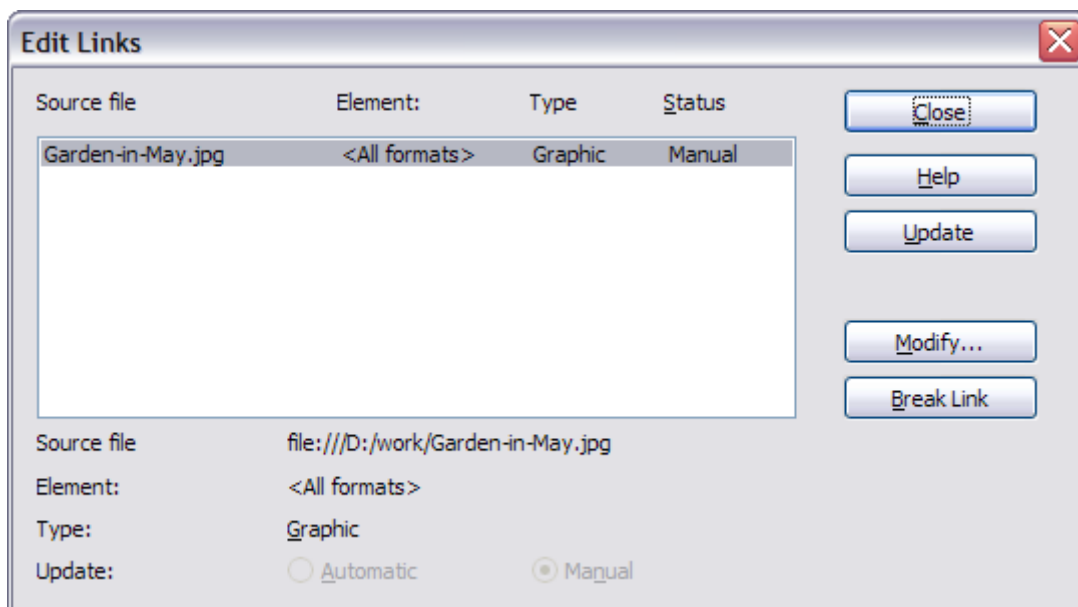 Edit Links
Source file Element: Type Status
Close
Garden-in-May.jpg <All formats> Graphic Manual
Help
Update
Modify...
Break Link
Source file file:///D:/work/Garden-in-May.jpg
Element: <All formats>
Type: Graphic
Update: Automatic Manual